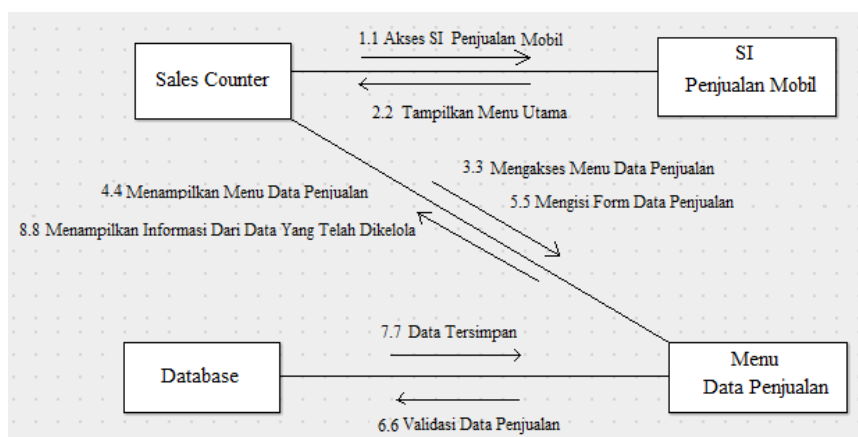 1.1 Akses SI Penjualan Mobil
Sales Counter
SI
Penjualan Mobil
2.2 Tampilkan Menu Utama
3.3 Mengakses Menu Data Penjualan
4.4 Menampilkan Menu Data Penjualan
5.5 Mengisi Form Data Penjualan
8.8 Menampilkan Informasi Dari Data Yang Telah Dikelola
7.7 Data Tersimpan
Database
Menu
Data Penjualan
6.6 Validasi Data Penjualan